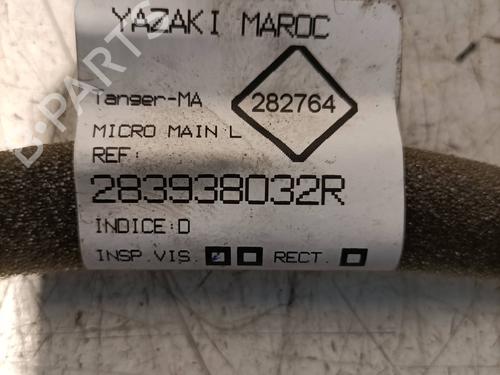 YAZAKI MAROC
Tanger-MA
282764
MICRO MAIN L
REF:
283938032R
INDICE:D
INSP.VIS. RECT.
B-PARTS